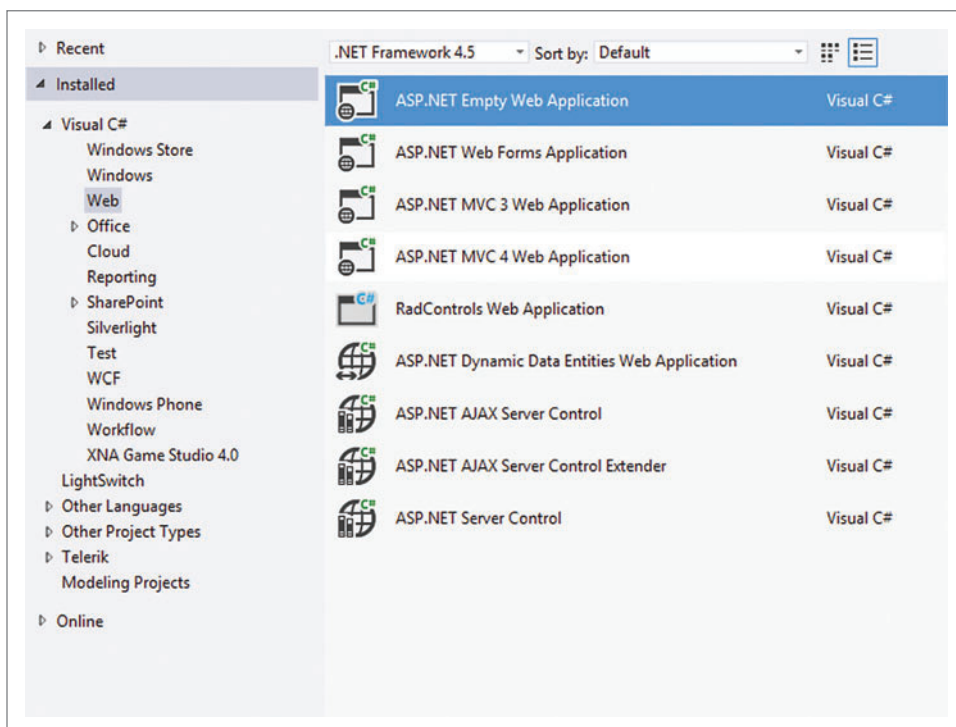 Recent
Installed
Visual C#
Windows Store
Windows
Web
Office
Cloud
Reporting
SharePoint
Silverlight
Test
WCF
Windows Phone
Workflow
XNA Game Studio 4.0
LightSwitch
Other Languages
Other Project Types
Telerik
Modeling Projects
Online
.NET Framework 4.5 Sort by: Default
C# ASP.NET Empty Web Application Visual C#
C# ASP.NET Web Forms Application Visual C#
C# ASP.NET MVC 3 Web Application Visual C#
C# ASP.NET MVC 4 Web Application Visual C#
C# RadControls Web Application Visual C#
C# ASP.NET Dynamic Data Entities Web Application Visual C#
C# ASP.NET AJAX Server Control Visual C#
C# ASP.NET AJAX Server Control Extender Visual C#
C# ASP.NET Server Control Visual C#